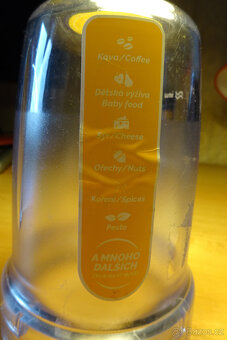 Káva/Coffee
Dětská výživa
Baby food
Sýr/Cheese
Ořechy/Nuts
Koření/Spices
Pesto
A MNOHO
DALŠÍCH